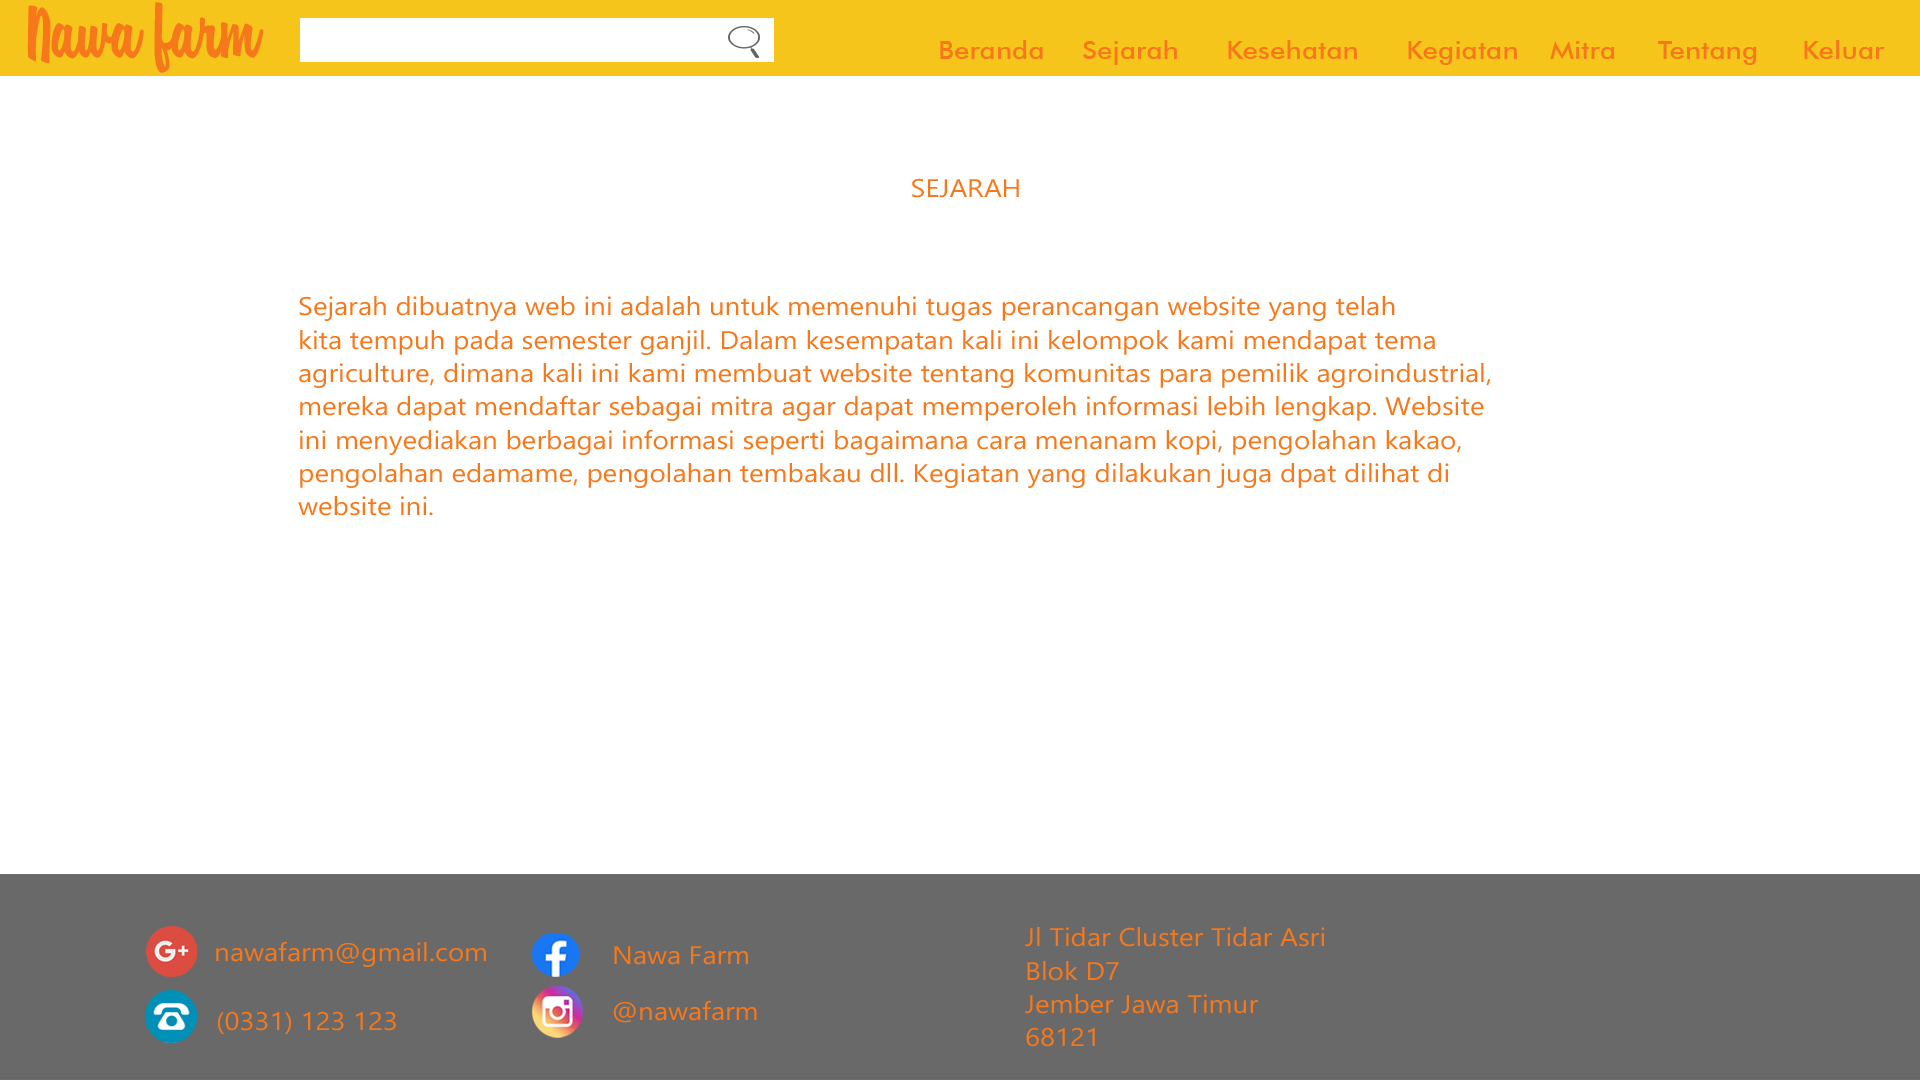 Nawa farm
Beranda Sejarah Kesehatan Kegiatan Mitra Tentang Keluar
SEJARAH
Sejarah dibuatnya web ini adalah untuk memenuhi tugas perancangan website yang telah
kita tempuh pada semester ganjil. Dalam kesempatan kali ini kelompok kami mendapat tema
agriculture, dimana kali ini kami membuat website tentang komunitas para pemilik agroindustrial,
mereka dapat mendaftar sebagai mitra agar dapat memperoleh informasi lebih lengkap. Website
ini menyediakan berbagai informasi seperti bagaimana cara menanam kopi, pengolahan kakao,
pengolahan edamame, pengolahan tembakau dll. Kegiatan yang dilakukan juga dpat dilihat di
website ini.
G+ nawafarm@gmail.com
(0331) 123 123
f Nawa Farm
@nawafarm
Jl Tidar Cluster Tidar Asri
Blok D7
Jember Jawa Timur
68121